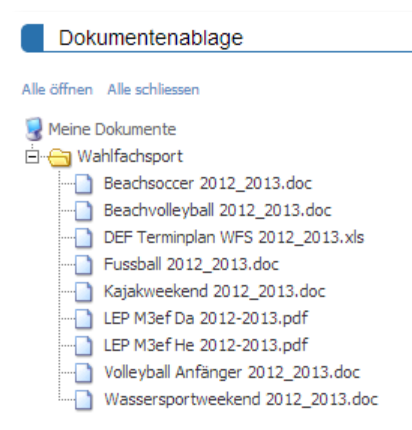 Dokumentenablage
Alle öffnen Alle schliessen
Meine Dokumente
Wahlfachsport
Beachsoccer 2012_2013.doc
Beachvolleyball 2012_2013.doc
DEF Terminplan WFS 2012_2013.xls
Fussball 2012_2013.doc
Kajakweekend 2012_2013.doc
LEP M3ef Da 2012-2013.pdf
LEP M3ef He 2012-2013.pdf
Volleyball Anfänger 2012_2013.doc
Wassersportweekend 2012_2013.doc